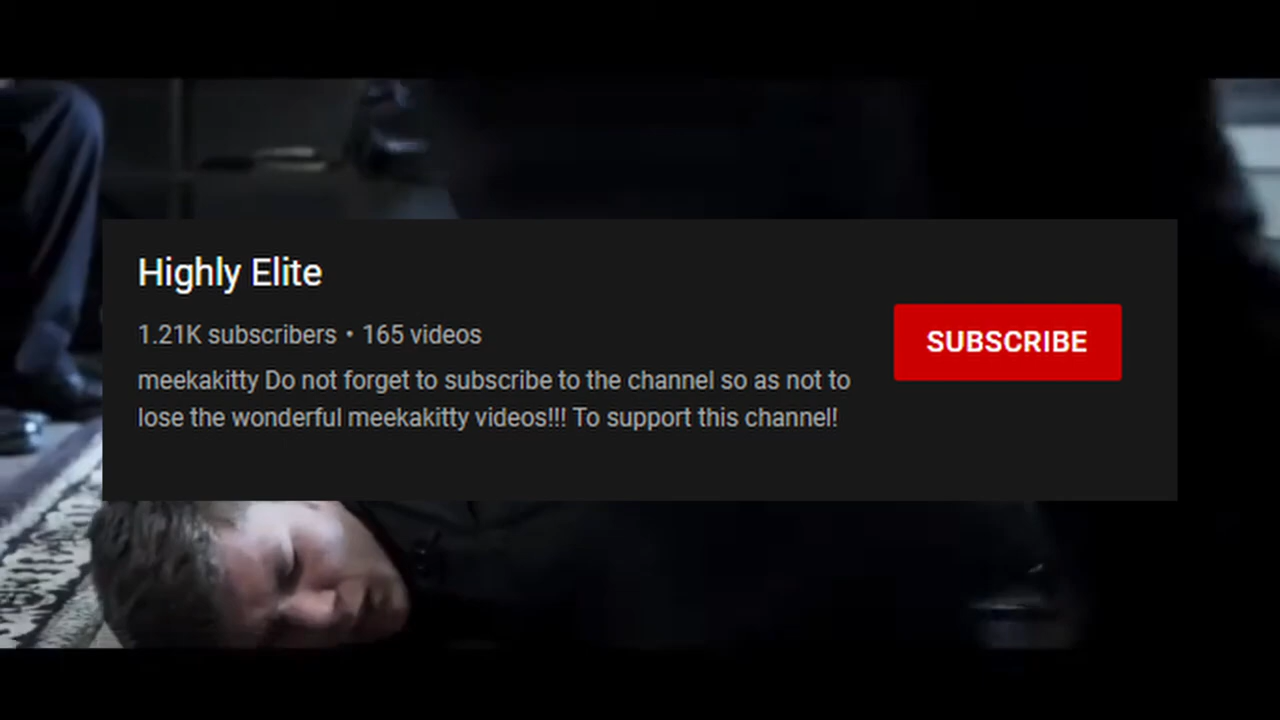 Highly Elite
1.21K subscribers • 165 videos
SUBSCRIBE
meekakitty Do not forget to subscribe to the channel so as not to
lose the wonderful meekakitty videos!!! To support this channel!